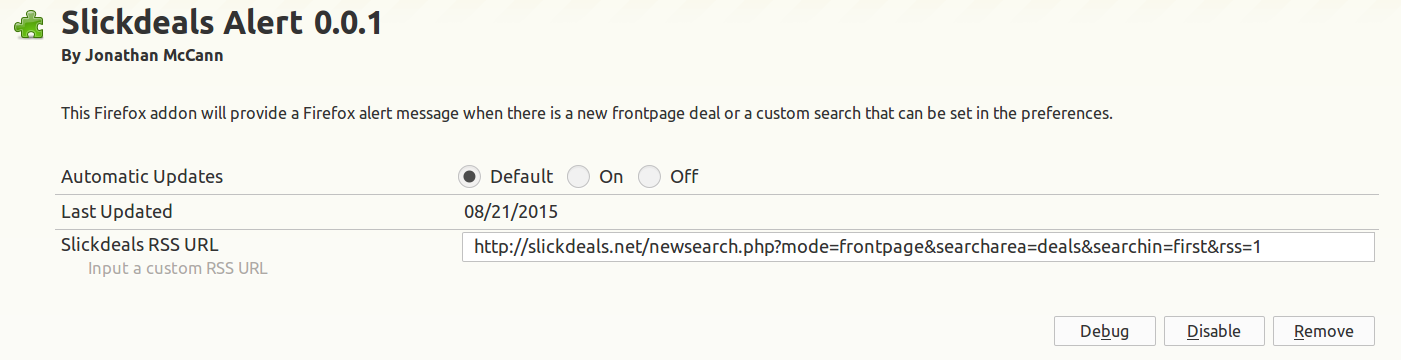 Slickdeals Alert 0.0.1
By Jonathan McCann
This Firefox addon will provide a Firefox alert message when there is a new frontpage deal or a custom search that can be set in the preferences.
Automatic Updates Default On Off
Last Updated 08/21/2015
Slickdeals RSS URL http://slickdeals.net/newsearch.php?mode=frontpage&searcharea=deals&searchin=first&rss=1
Input a custom RSS URL
Debug Disable Remove